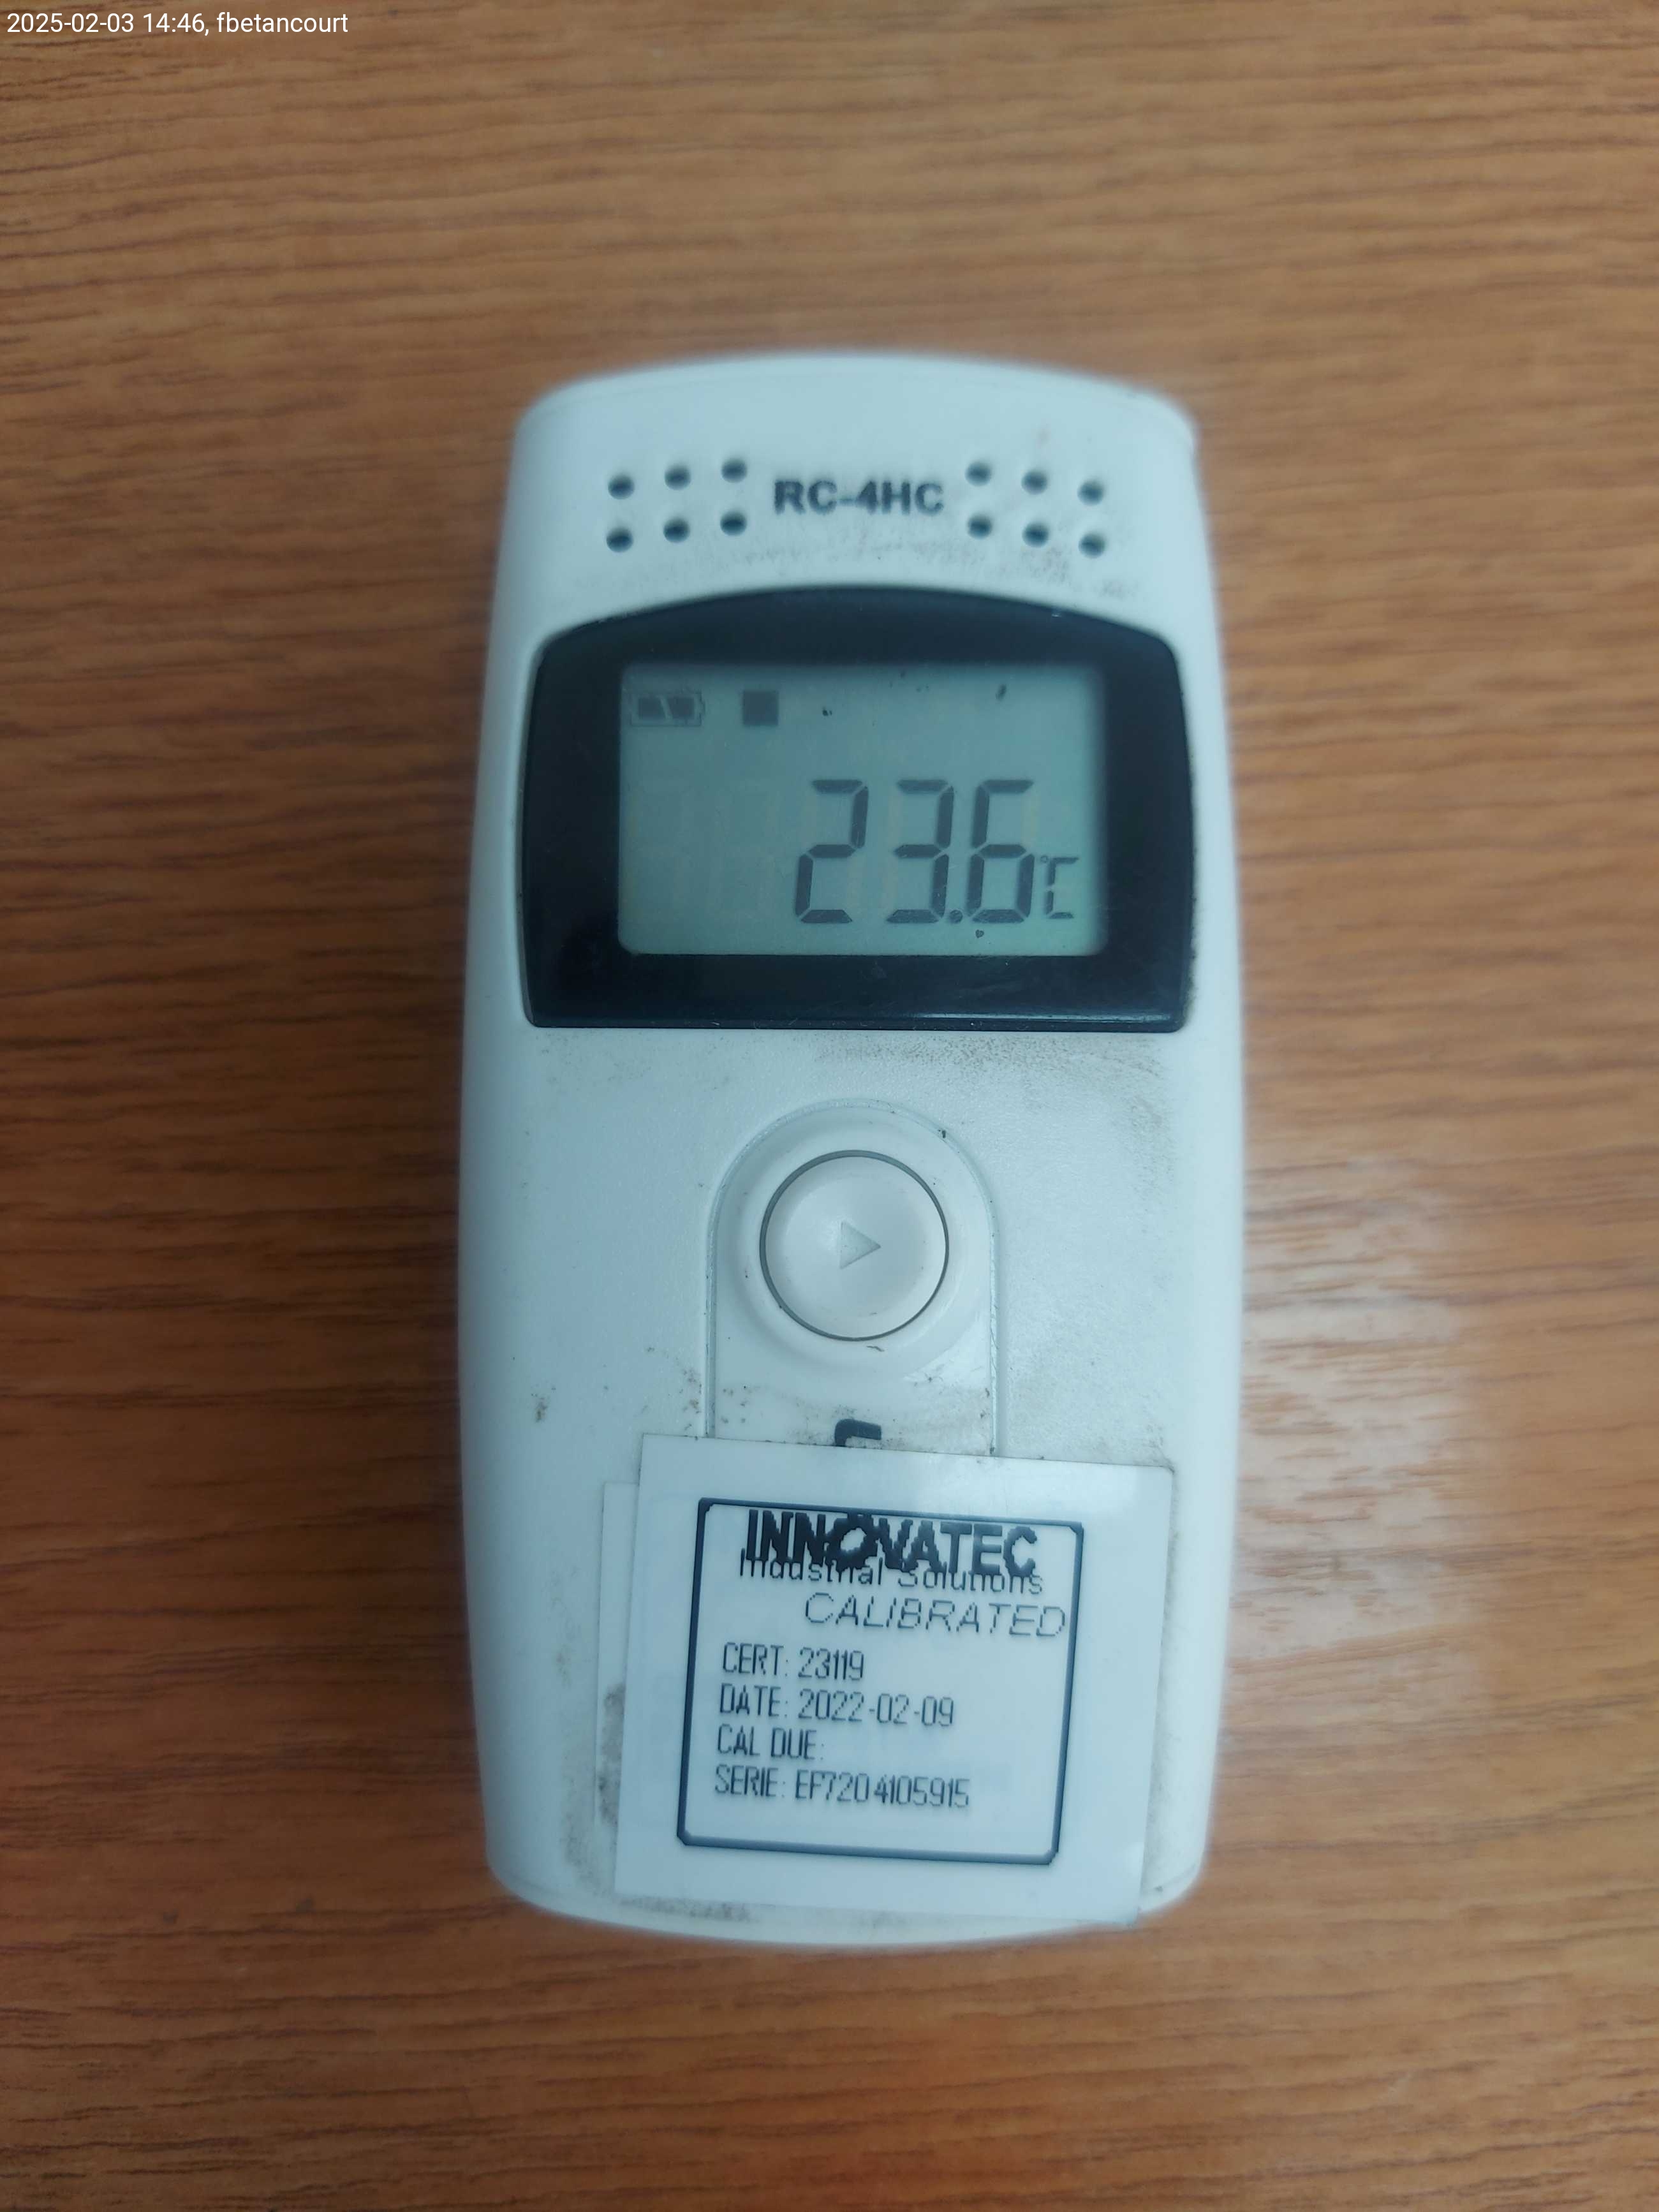 2025-02-03 14:46, fbetancourt
RC-4HC
23.6°C
INNOVATEC
Industrial Solutions
CALIBRATED
CERT: 23119
DATE: 2022-02-09
CAL DUE:
SERIE: EF7204105915